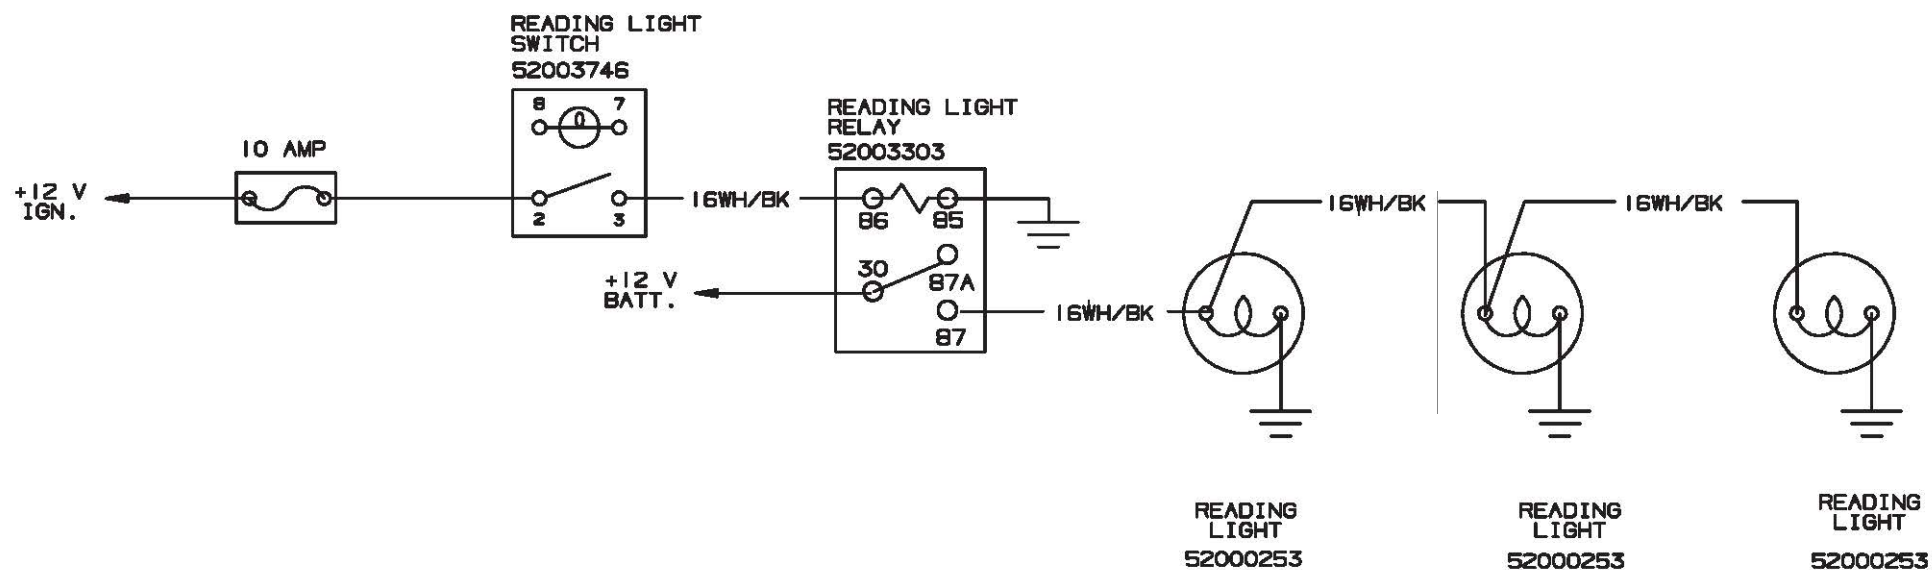 READING LIGHT
SWITCH
52003746
8 7
2 3
10 AMP
+12 V
IGN.
16WH/BK
READING LIGHT
RELAY
52003303
86 85
30
87A
87
+12 V
BATT.
16WH/BK
16WH/BK
16WH/BK
READING
LIGHT
52000253
READING
LIGHT
52000253
READING
LIGHT
52000253